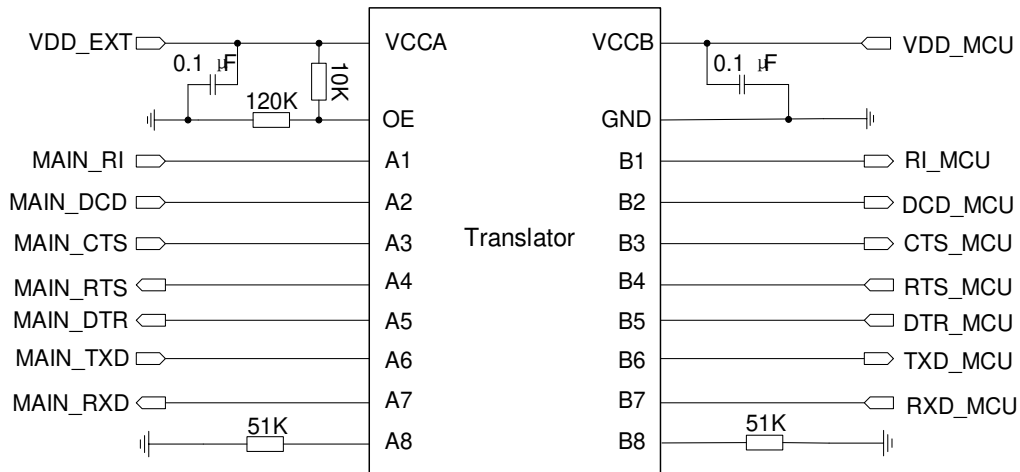 VDD_EXT VCCA VCCB VDD_MCU
0.1 μF 10K 0.1 μF
120K
OE GND
MAIN_RI A1 B1 RI_MCU
MAIN_DCD A2 B2 DCD_MCU
MAIN_CTS A3 Translator B3 CTS_MCU
MAIN_RTS A4 B4 RTS_MCU
MAIN_DTR A5 B5 DTR_MCU
MAIN_TXD A6 B6 TXD_MCU
MAIN_RXD A7 B7 RXD_MCU
51K A8 B8 51K